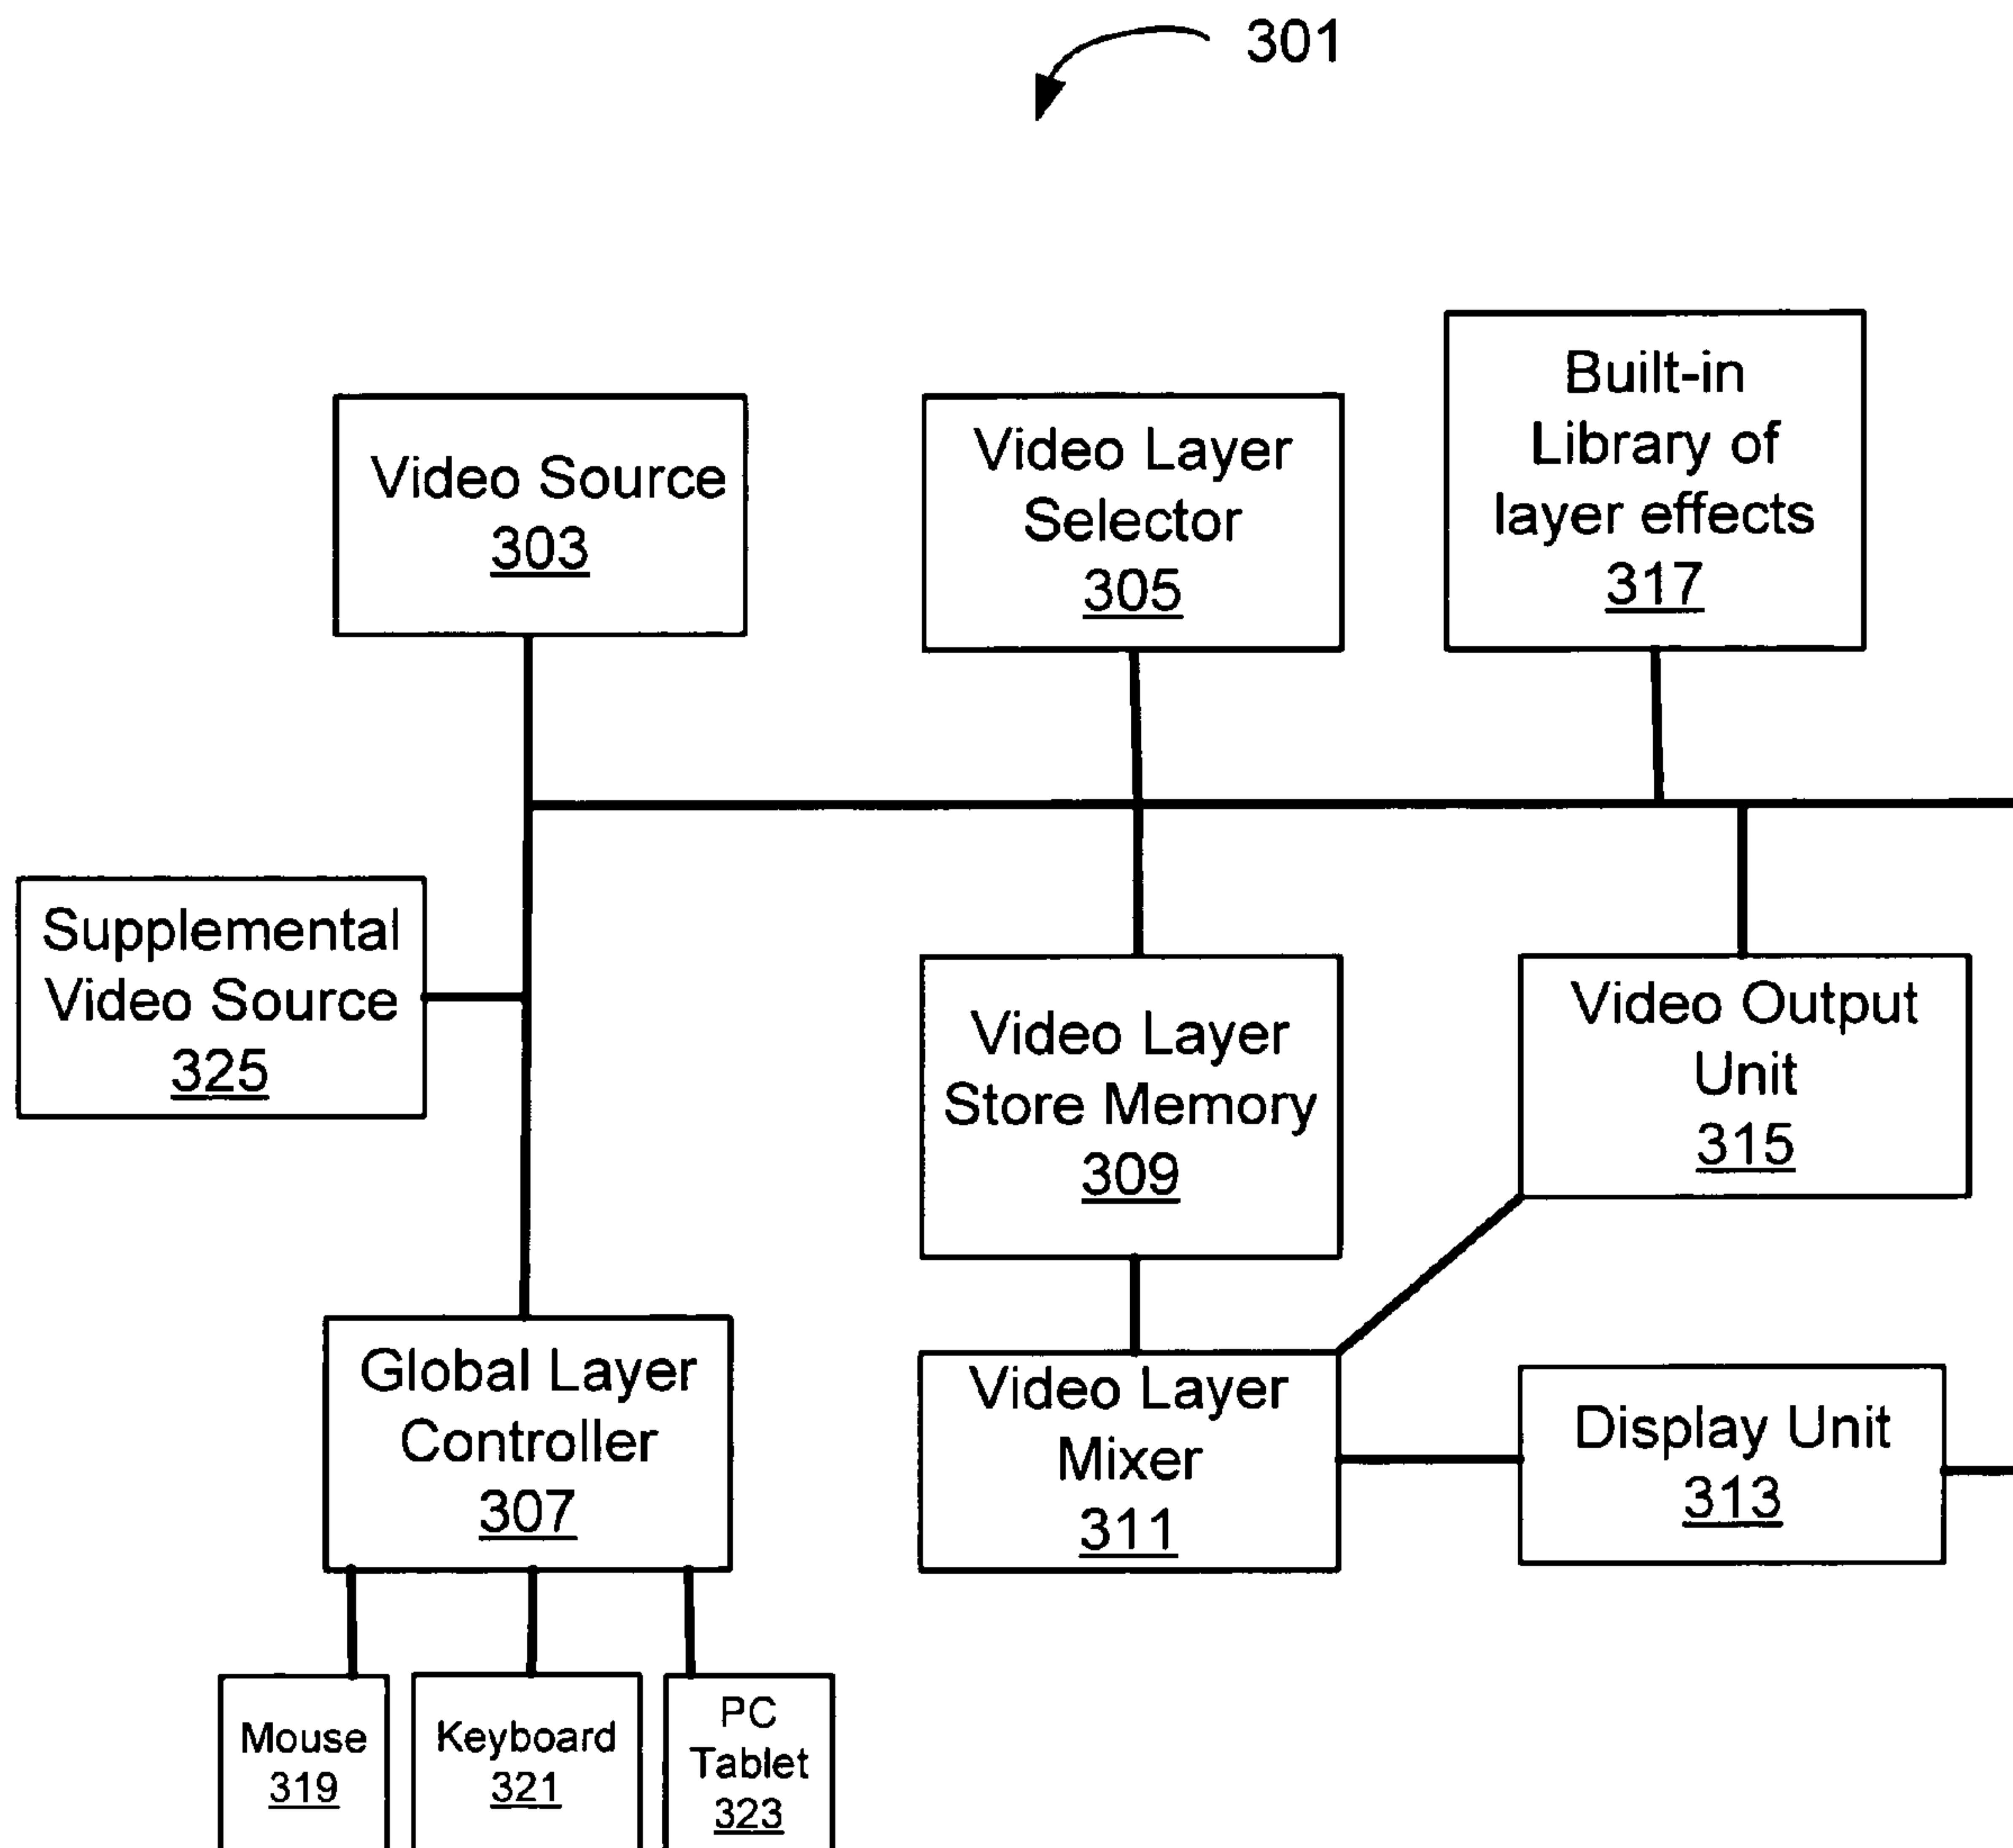 301
Video Source
303
Video Layer
Selector
305
Built-in
Library of
layer effects
317
Supplemental
Video Source
325
Video Layer
Store Memory
309
Video Output
Unit
315
Global Layer
Controller
307
Video Layer
Mixer
311
Display Unit
313
Mouse
319
Keyboard
321
PC
Tablet
323